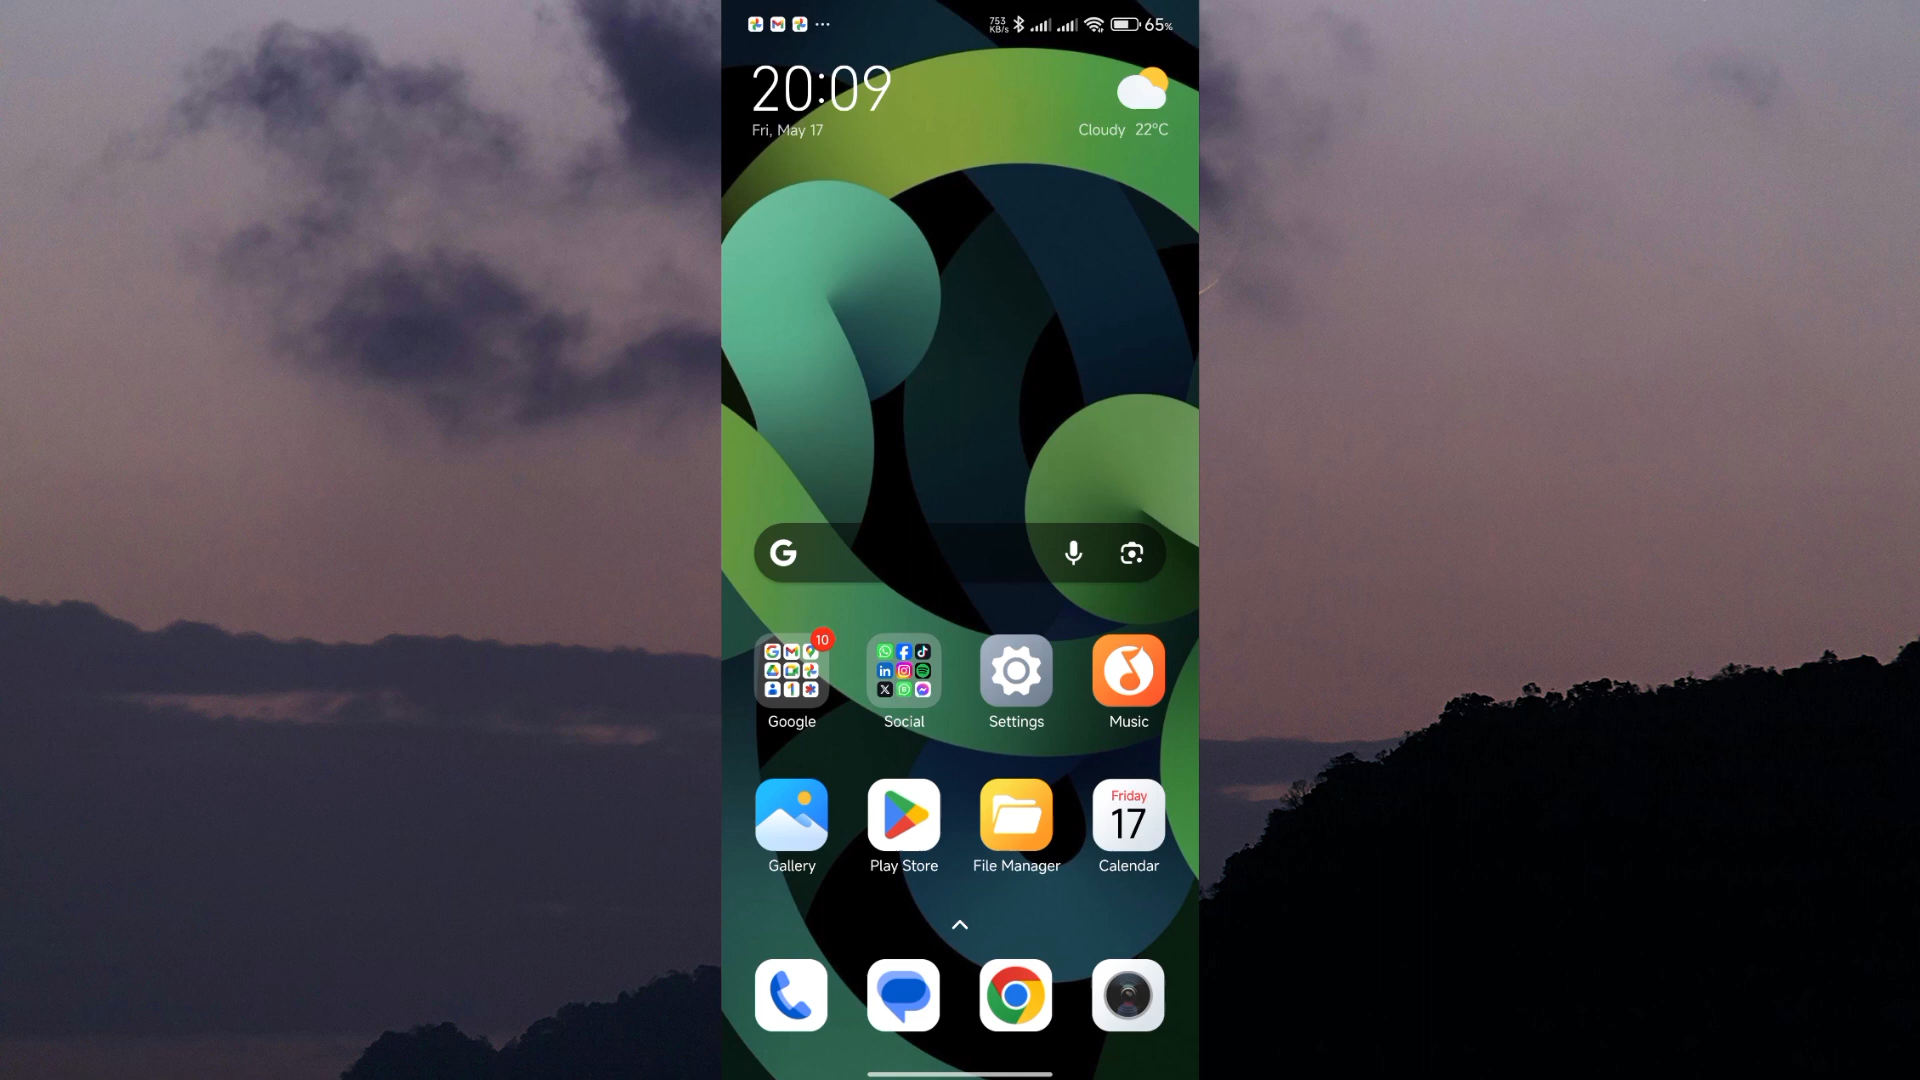 753
KB/s
65%
20:09
Fri, May 17
Cloudy 22°C
10
Google
Social
Settings
Music
Friday
17
Gallery
Play Store
File Manager
Calendar